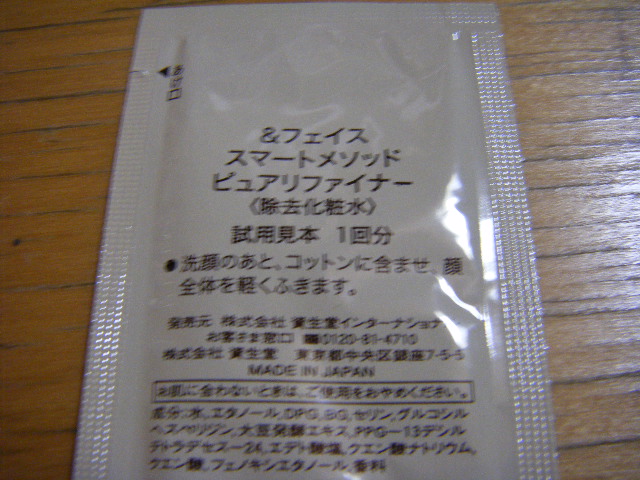 あけ口
&フェイス
スマートメソッド
ピュアリファイナー
〈除去化粧水〉
試用見本 1回分
●洗顔のあと、コットンに含ませ、顔
全体を軽くふきます。
発売元 株式会社 資生堂インターナショナ
お客さま窓口 ☎0120-81-4710
株式会社 資生堂 東京都中央区銀座7-5-5
MADE IN JAPAN
お肌に合わないときは、ご使用をおやめください。
成分:水,エタノール,DPG,BG,セリン,グルコシル
ヘスペリジン,大豆発酵エキス,PPG-13デシル
テトラデセス-24,エデト酸塩,クエン酸ナトリウム,
クエン酸,フェノキシエタノール,香料